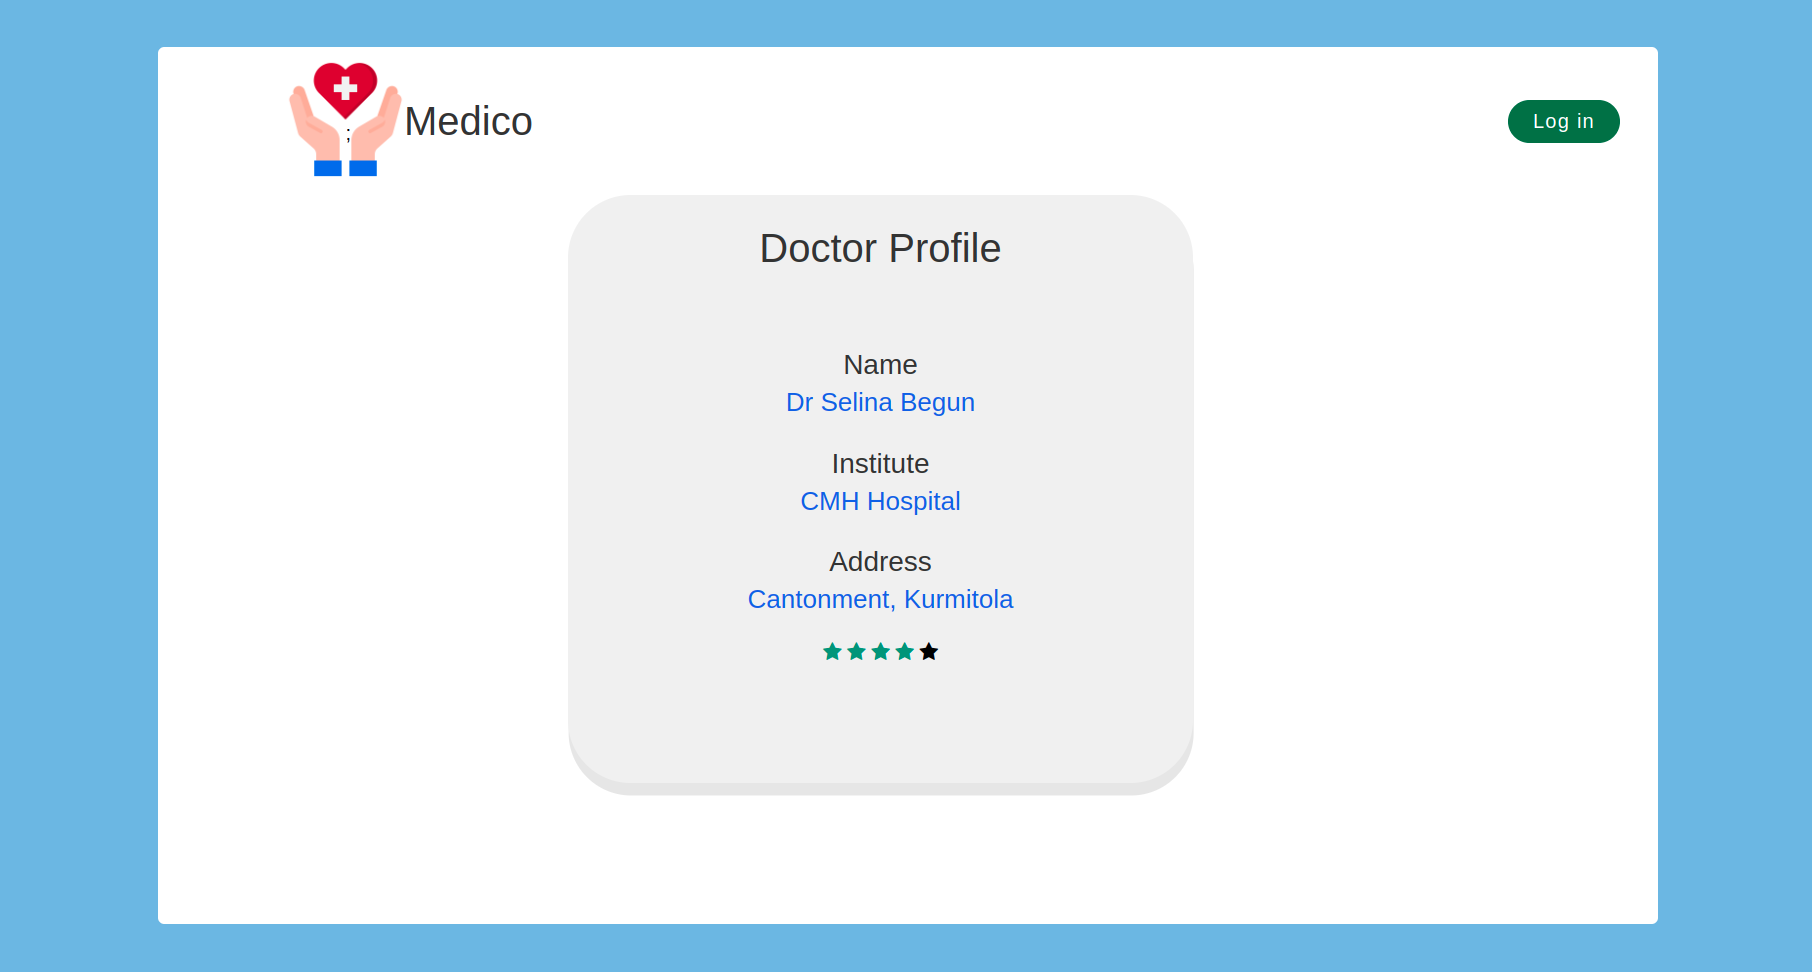 ;
Medico
Log in
Doctor Profile
Name
Dr Selina Begun
Institute
CMH Hospital
Address
Cantonment, Kurmitola